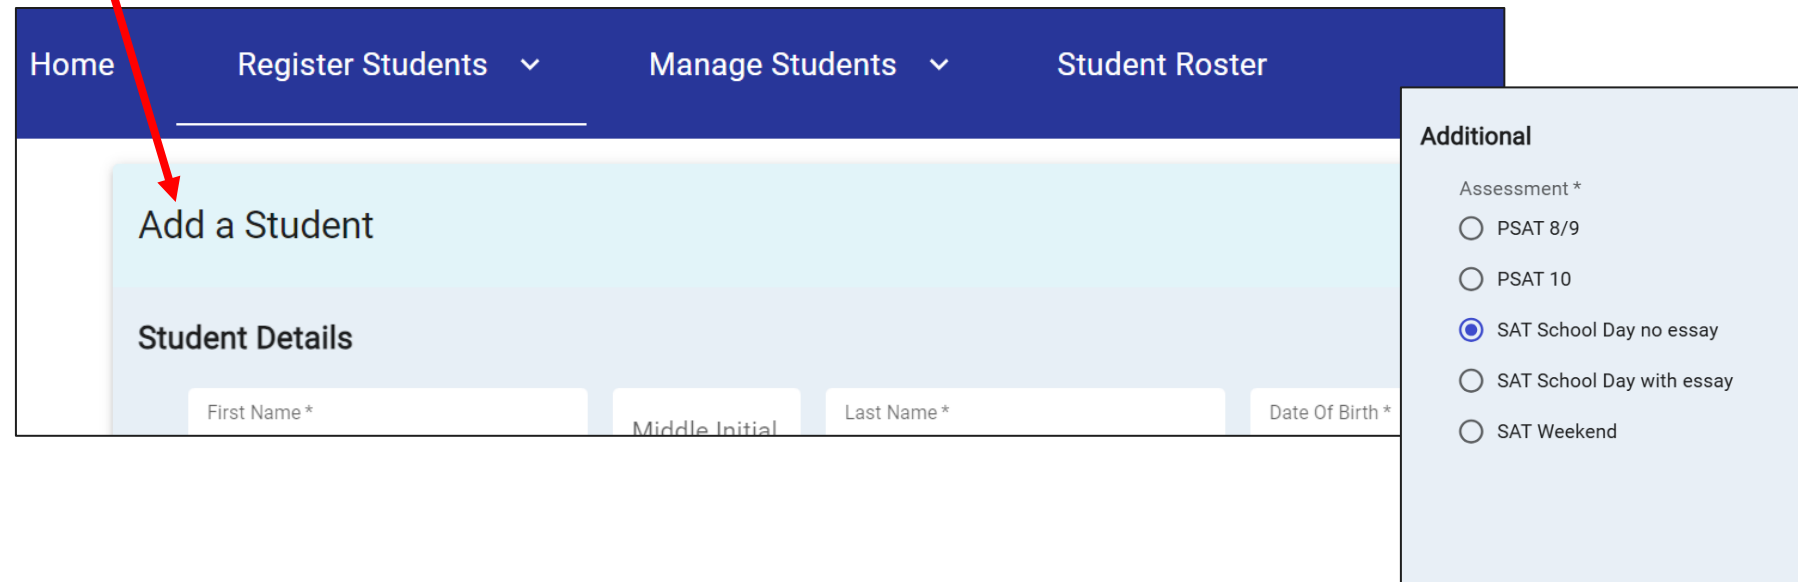 Home Register Students Manage Students Student Roster
Add a Student
Student Details
First Name *
Middle Initial
Last Name *
Date Of Birth *
Additional
Assessment *
PSAT 8/9
PSAT 10
SAT School Day no essay
SAT School Day with essay
SAT Weekend